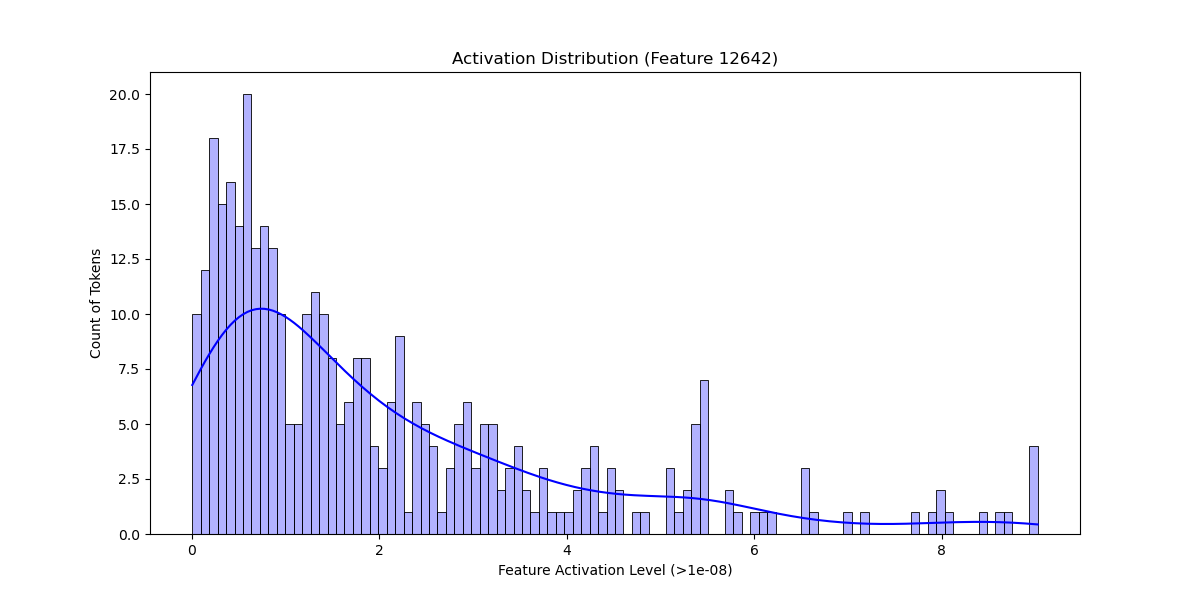 Activation Distribution (Feature 12642)
Count of Tokens
20.0
17.5
15.0
12.5
10.0
7.5
5.0
2.5
0.0
0 2 4 6 8
Feature Activation Level (>1e-08)